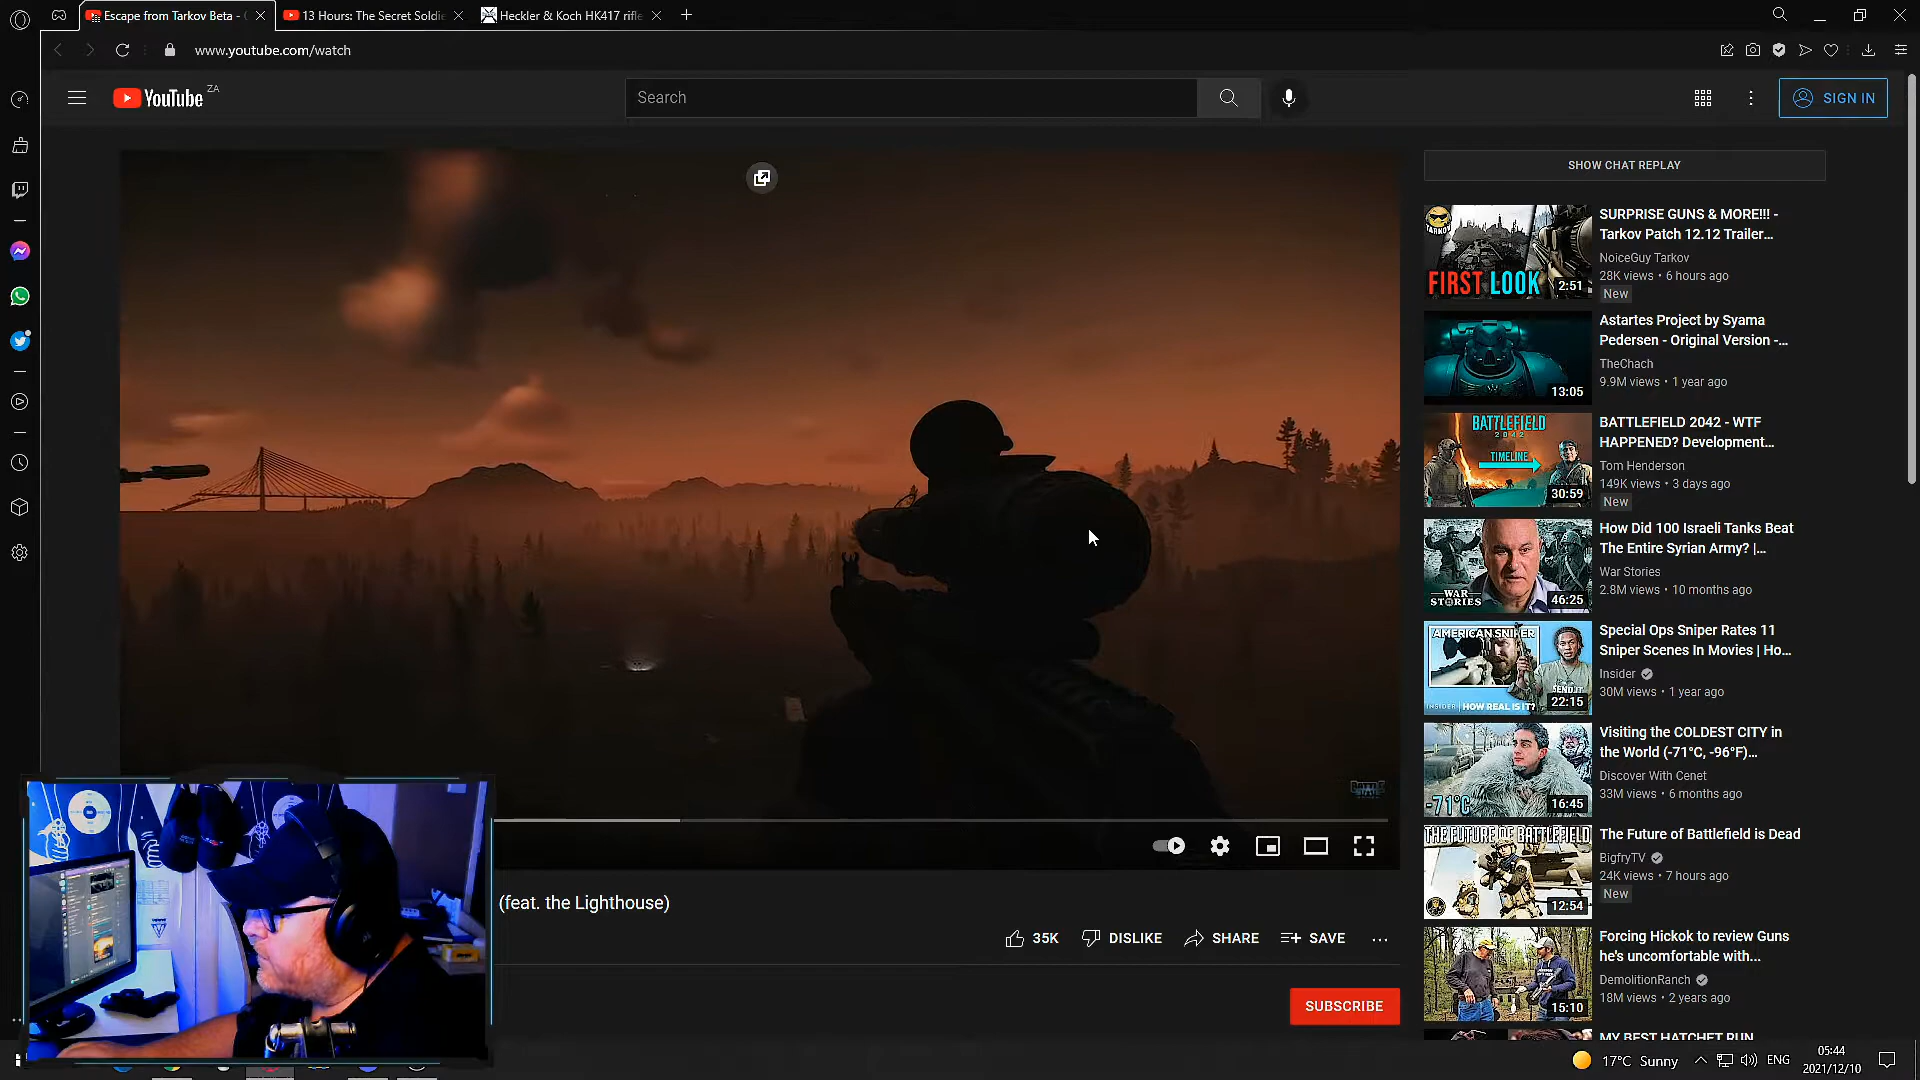 Escape from Tarkov Beta - (
13 Hours: The Secret Soldie
Heckler & Koch HK417 rifle
www.youtube.com/watch
YouTube ZA
Search
SIGN IN
SHOW CHAT REPLAY
SURPRISE GUNS & MORE!!! -
Tarkov Patch 12.12 Trailer...
NoiceGuy Tarkov
28K views • 6 hours ago
New
TARKOV
FIRST LOOK
2:51
Astartes Project by Syama
Pedersen - Original Version -...
TheChach
9.9M views • 1 year ago
13:05
BATTLEFIELD 2042 - WTF
HAPPENED? Development...
Tom Henderson
149K views • 3 days ago
New
BATTLEFIELD
2042
TIMELINE
30:59
How Did 100 Israeli Tanks Beat
The Entire Syrian Army? |...
War Stories
2.8M views • 10 months ago
WAR
STORIES
46:25
Special Ops Sniper Rates 11
Sniper Scenes In Movies | Ho...
Insider
30M views • 1 year ago
AMERICAN SNIPER
SEND IT
INSIDER | HOW REAL IS IT?
22:15
Visiting the COLDEST CITY in
the World (-71°C, -96°F)...
Discover With Cenet
33M views • 6 months ago
-71°C
16:45
The Future of Battlefield is Dead
BigfryTV
24K views • 7 hours ago
New
THE FUTURE OF BATTLEFIELD
12:54
Forcing Hickok to review Guns
he's uncomfortable with...
DemolitionRanch
18M views • 2 years ago
15:10
MY BEST HATCHET RUN
BATTLE
(feat. the Lighthouse)
35K
DISLIKE
SHARE
SAVE
SUBSCRIBE
17°C Sunny
ENG
05:44
2021/12/10